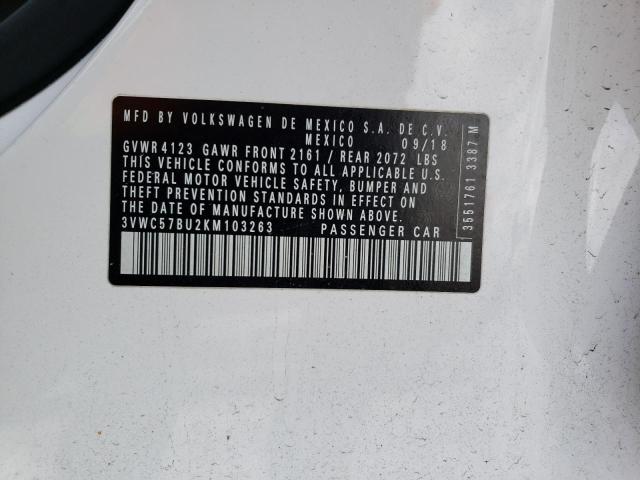 MFD BY VOLKSWAGEN DE MEXICO S.A. DE C.V.
MEXICO 09/18
GVWR 4123 GAWR FRONT 2161 / REAR 2072 LBS
THIS VEHICLE CONFORMS TO ALL APPLICABLE U.S.
FEDERAL MOTOR VEHICLE SAFETY, BUMPER AND
THEFT PREVENTION STANDARDS IN EFFECT ON
THE DATE OF MANUFACTURE SHOWN ABOVE.
3VWC57BU2KM103263 PASSENGER CAR
3551761 3387 M